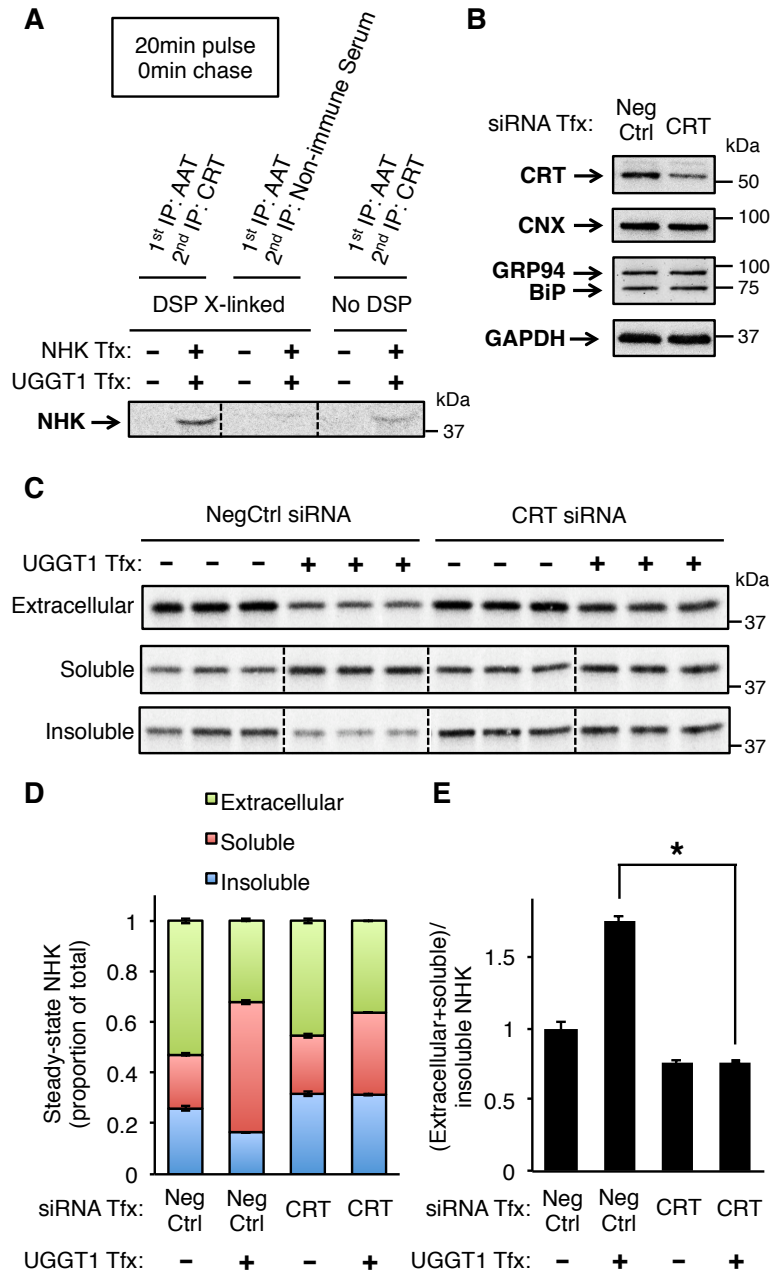 A
20min pulse
0min chase
1st IP: AAT
2nd IP: CRT
1st IP: AAT
2nd IP: Non-immune Serum
1st IP: AAT
2nd IP: CRT
DSP X-linked
No DSP
NHK Tfx: – + – + – +
UGGT1 Tfx: – + – + – +
kDa
NHK
37
B
siRNA Tfx:
Neg
Ctrl
CRT
kDa
CRT
50
CNX
100
GRP94
100
BiP
75
GAPDH
37
C
NegCtrl siRNA
CRT siRNA
UGGT1 Tfx: – – – + + + – – – + + +
kDa
Extracellular
37
Soluble
37
Insoluble
37
D
Extracellular
Soluble
Insoluble
Steady-state NHK
(proportion of total)
1
0.8
0.6
0.4
0.2
0
siRNA Tfx:
Neg
Ctrl
Neg
Ctrl
CRT
CRT
UGGT1 Tfx: – + – +
E
*
(Extracellular+soluble)/
insoluble NHK
1.5
1
0.5
0
siRNA Tfx:
Neg
Ctrl
Neg
Ctrl
CRT
CRT
UGGT1 Tfx: – + – +